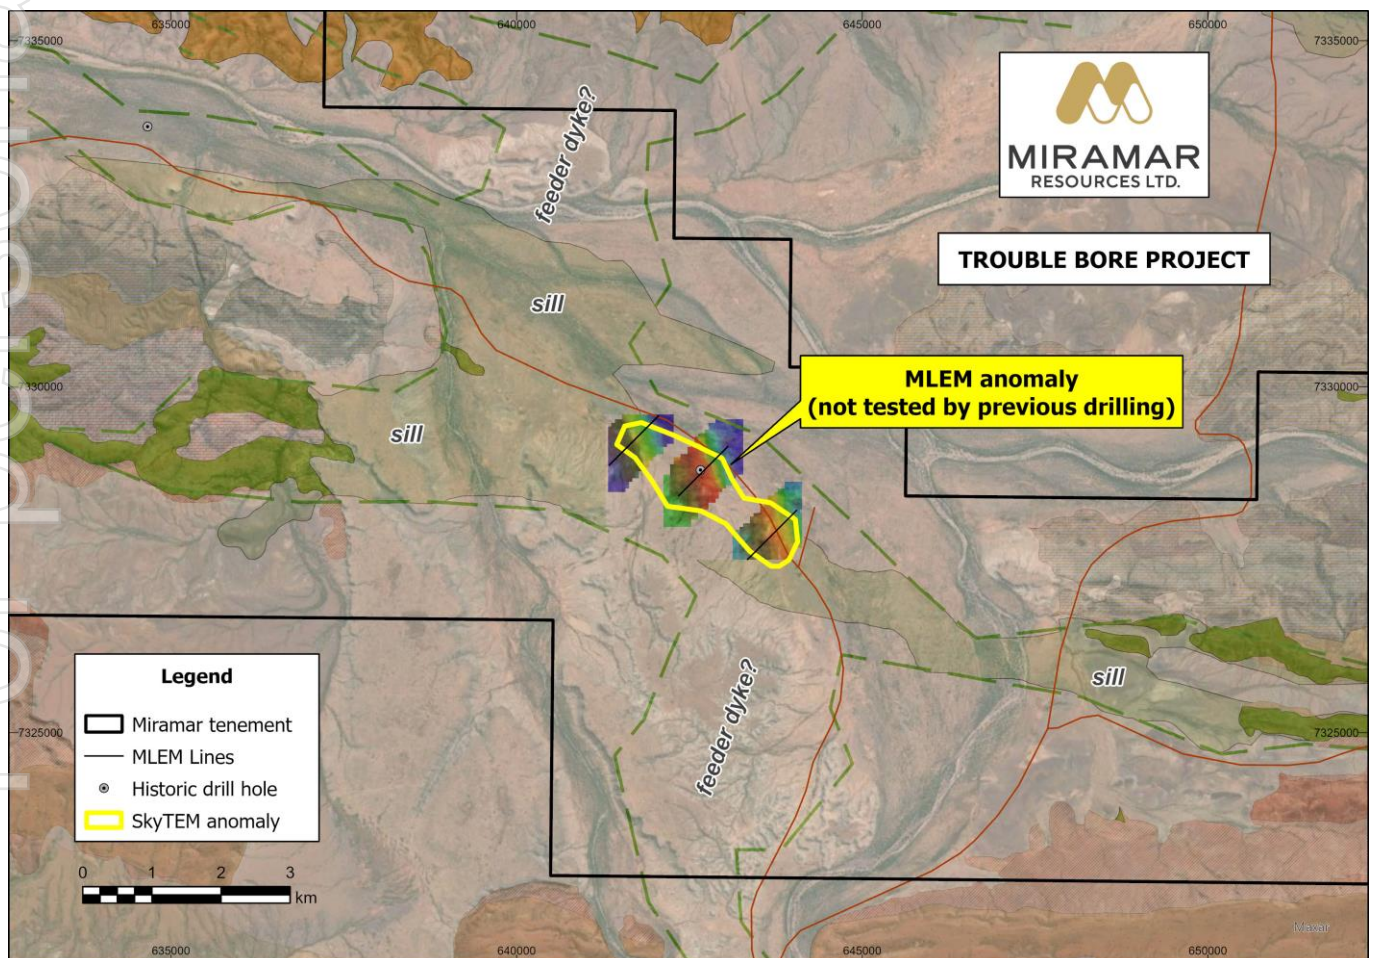 635000
640000
645000
650000
7335000
7335000
MIRAMAR
RESOURCES LTD.
TROUBLE BORE PROJECT
feeder dyke?
sill
MLEM anomaly
(not tested by previous drilling)
7330000
7330000
sill
sill
feeder dyke?
7325000
7325000
Legend
Miramar tenement
MLEM Lines
Historic drill hole
SkyTEM anomaly
0 1 2 3
km
Maxar
635000
640000
645000
650000